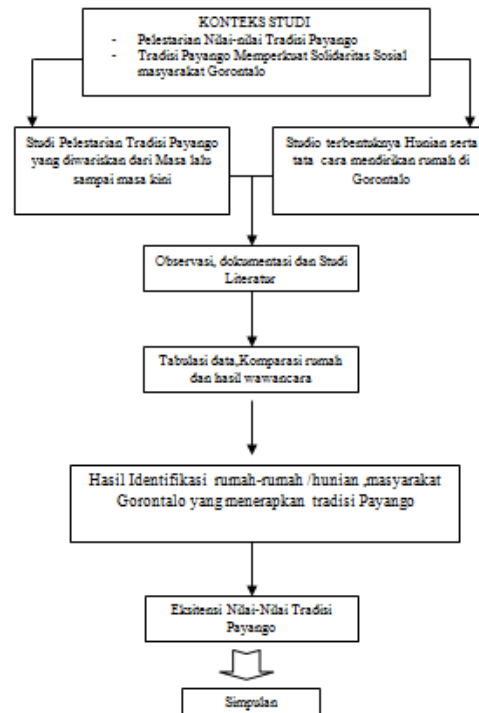 KONTEKS STUDI
- Pelestarian Nilai-nilai Tradisi Payango
- Tradisi Payango Memperkuat Solidaritas Sosial
masyarakat Gorontalo
Studi Pelestarian Tradisi Payango
yang diwariskan dari Masa lalu
sampai masa kini
Studio terbentuknya Hunian serta
tata cara mendirikan rumah di
Gorontalo
Observasi, dokumentasi dan Studi
Literatur
Tabulasi data,Komparasi rumah
dan hasil wawancara
Hasil Identifikasi rumah-rumah /hunian ,masyarakat
Gorontalo yang menerapkan tradisi Payango
Eksitensi Nilai-Nilai Tradisi
Payango
Simpulan